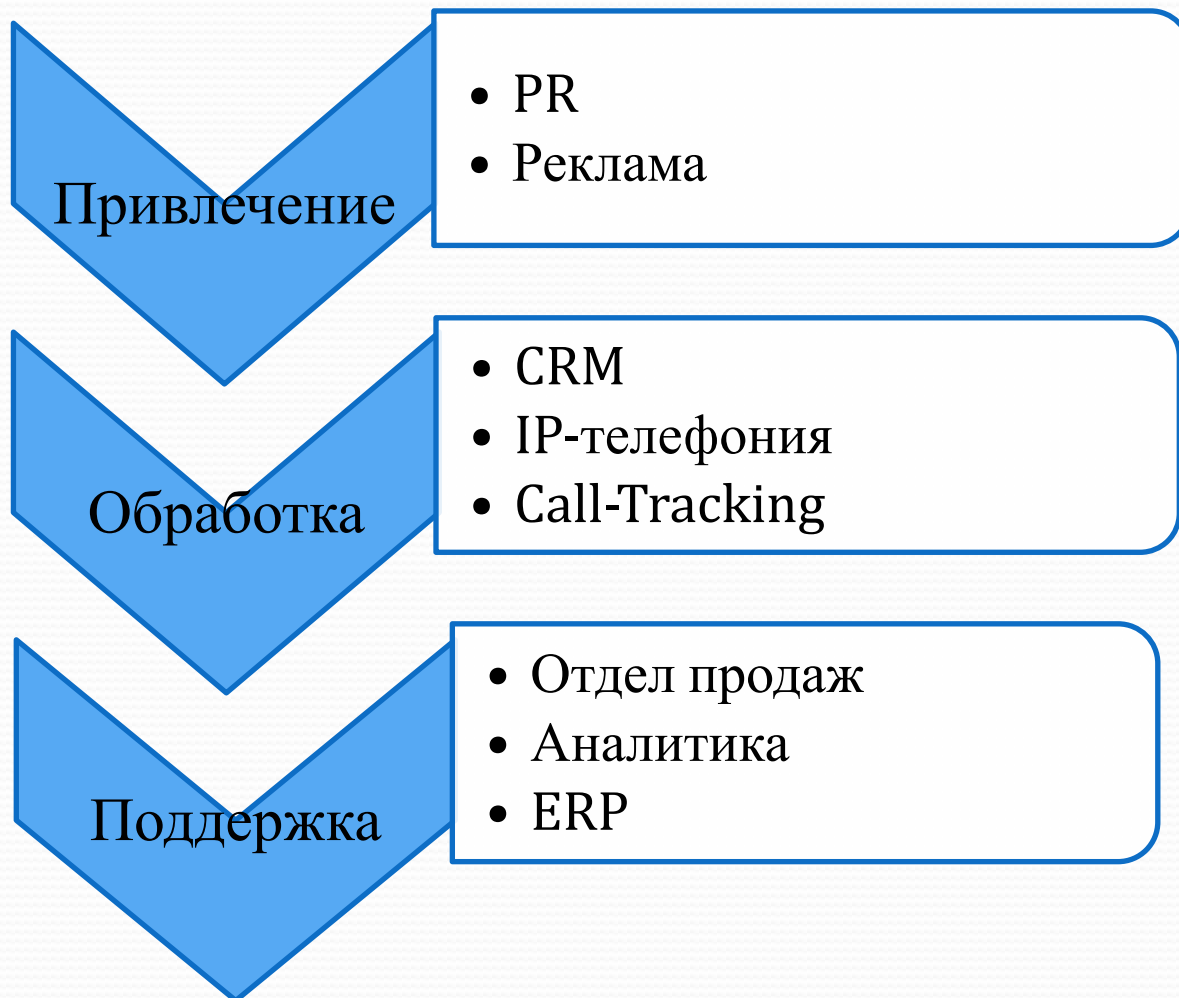 Привлечение
• PR
• Реклама
Обработка
• CRM
• IP-телефония
• Call-Tracking
Поддержка
• Отдел продаж
• Аналитика
• ERP